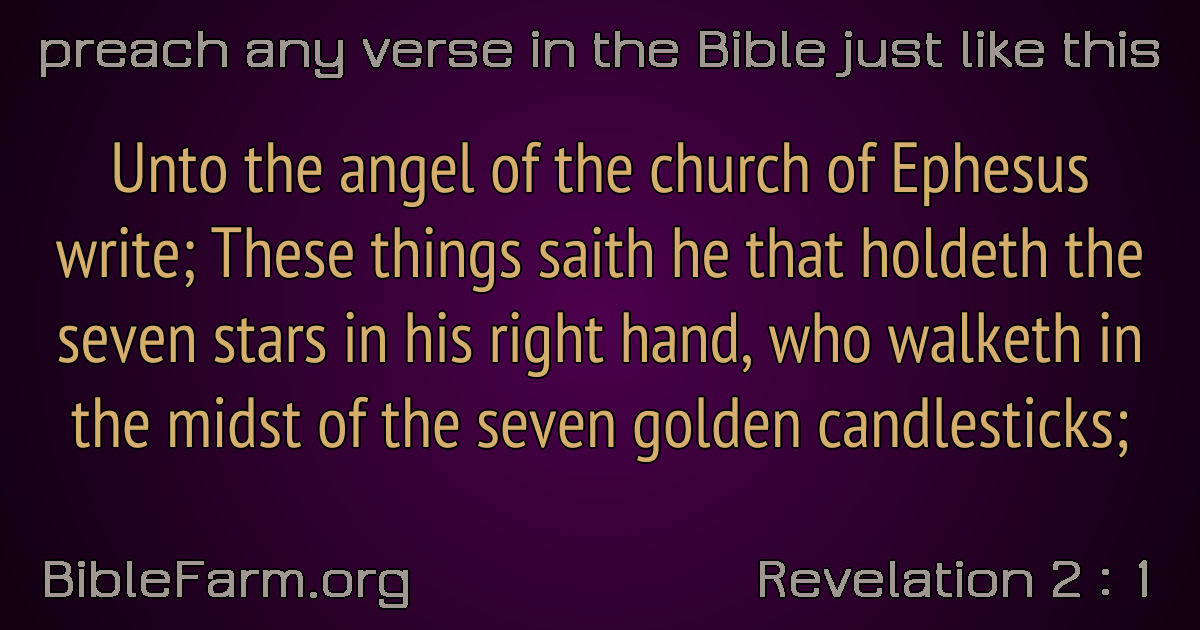 preach any verse in the Bible just like this
Unto the angel of the church of Ephesus
write; These things saith he that holdeth the
seven stars in his right hand, who walketh in
the midst of the seven golden candlesticks;
BibleFarm.org
Revelation 2 : 1